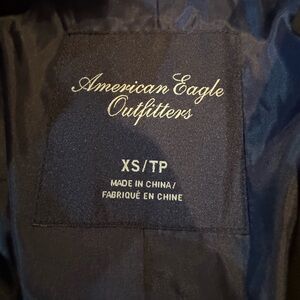 American Eagle
Outfitters
XS/TP
MADE IN CHINA/
FABRIQUÉ EN CHINE